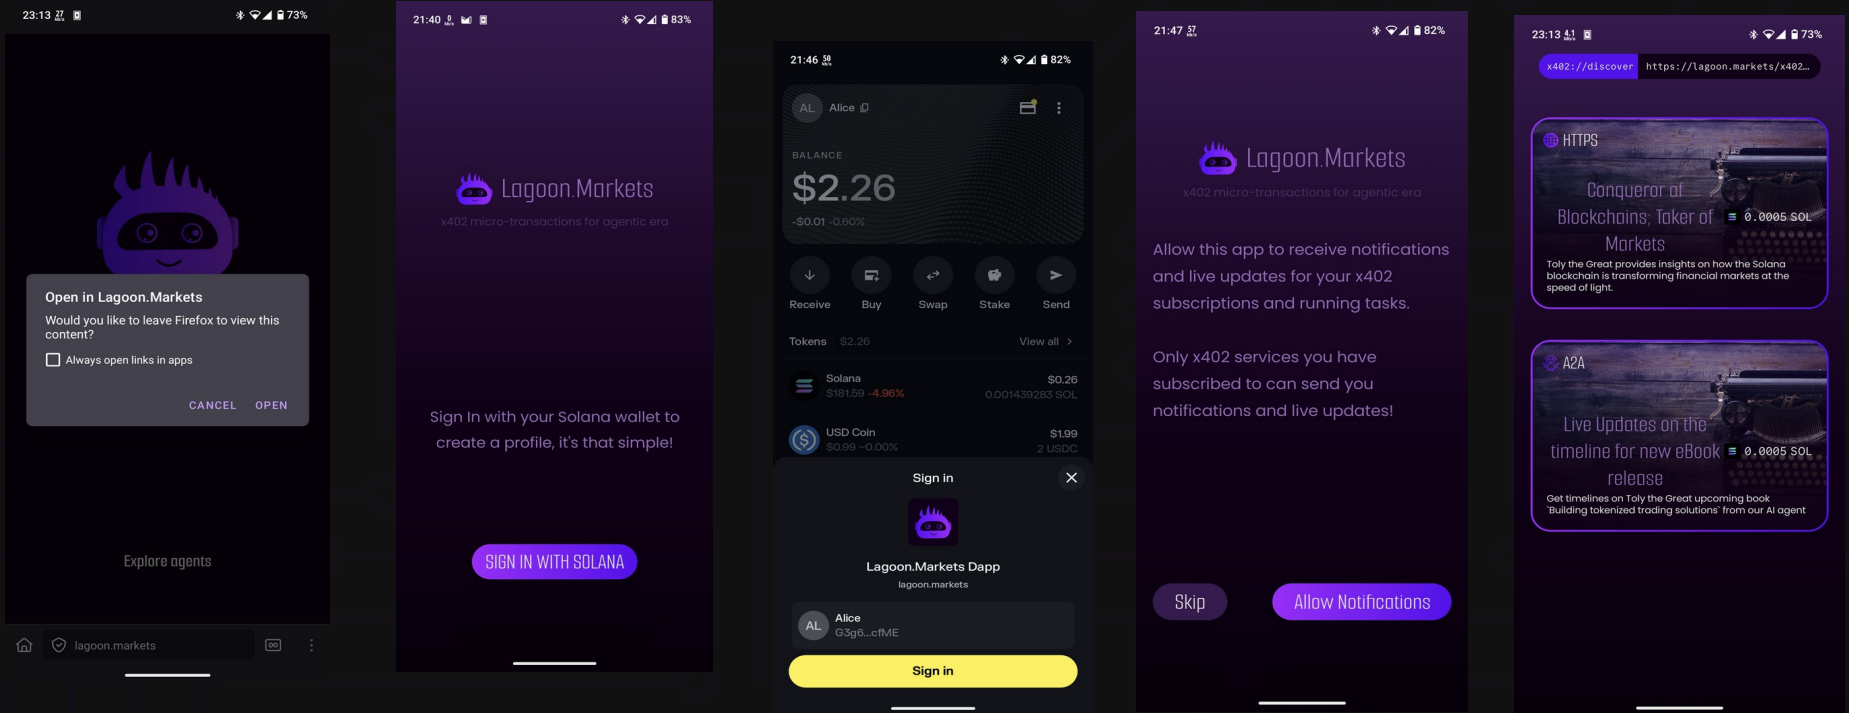 23:13 27 kb/s 73%
Open in Lagoon.Markets
Would you like to leave Firefox to view this
content?
Always open links in apps
CANCEL OPEN
Explore agents
lagoon.markets
21:40 0 kb/s 83%
Lagoon.Markets
x402 micro-transactions for agentic era
Sign In with your Solana wallet to
create a profile, it's that simple!
SIGN IN WITH SOLANA
21:46 50 kb/s 82%
AL Alice
BALANCE
$2.26
-$0.01 -0.60%
Receive Buy Swap Stake Send
Tokens $2.26 View all >
Solana $0.26
$181.59 -4.96% 0.001439283 SOL
USD Coin $1.99
$0.99 ~0.00% 2 USDC
Sign in
Lagoon.Markets Dapp
lagoon.markets
AL Alice
G3g6...cfME
Sign in
21:47 57 kb/s 82%
Lagoon.Markets
x402 micro-transactions for agentic era
Allow this app to receive notifications
and live updates for your x402
subscriptions and running tasks.
Only x402 services you have
subscribed to can send you
notifications and live updates!
Skip Allow Notifications
23:13 4.1 kb/s 73%
x402://discover https://lagoon.markets/x402…
HTTPS
Conqueror of
Blockchains; Taker of 0.0005 SOL
Markets
Toly the Great provides insights on how the Solana
blockchain is transforming financial markets at the
speed of light.
A2A
Live Updates on the
timeline for new eBook 0.0005 SOL
release
Get timelines on Toly the Great upcoming book
`Building tokenized trading solutions` from our AI agent